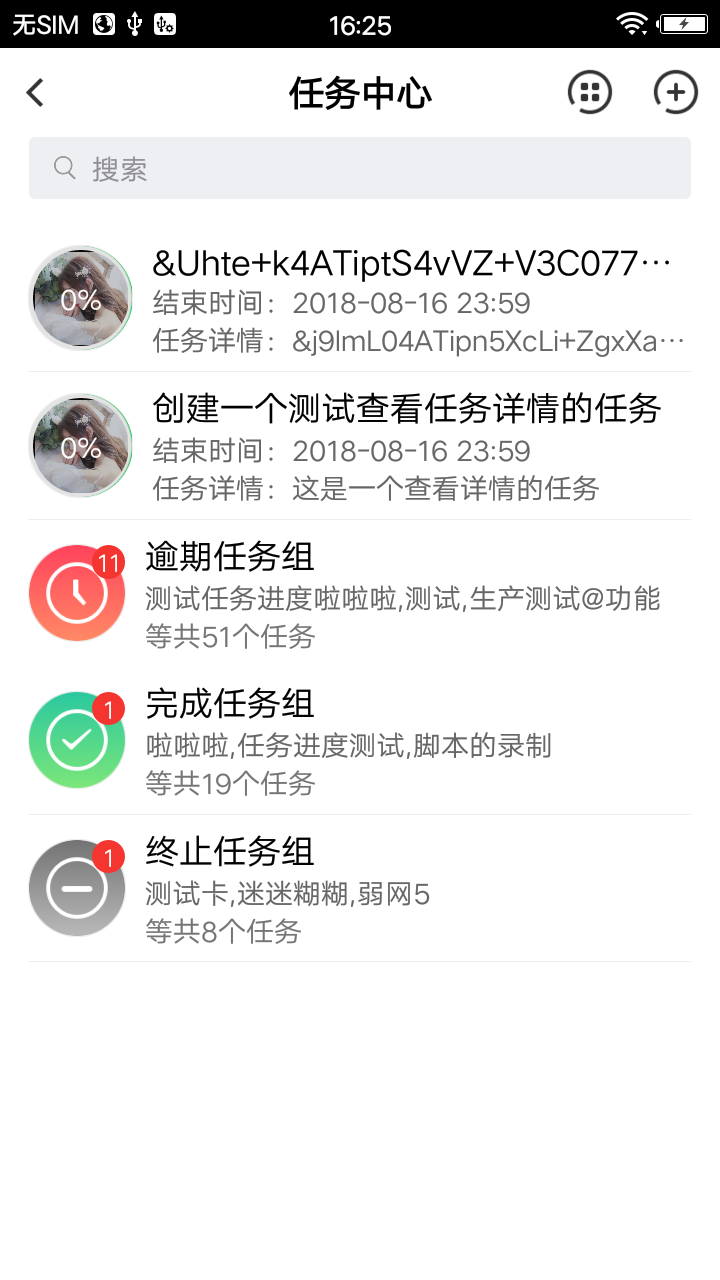 无SIM 16:25
任务中心
搜索
&Uhte+k4ATiptS4vVZ+V3C077…
0%
结束时间：2018-08-16 23:59
任务详情：&j9lmL04ATipn5XcLi+ZgxXa…
创建一个测试查看任务详情的任务
0%
结束时间：2018-08-16 23:59
任务详情：这是一个查看详情的任务
11
逾期任务组
测试任务进度啦啦啦,测试,生产测试@功能
等共51个任务
1
完成任务组
啦啦啦,任务进度测试,脚本的录制
等共19个任务
1
终止任务组
测试卡,迷迷糊糊,弱网5
等共8个任务